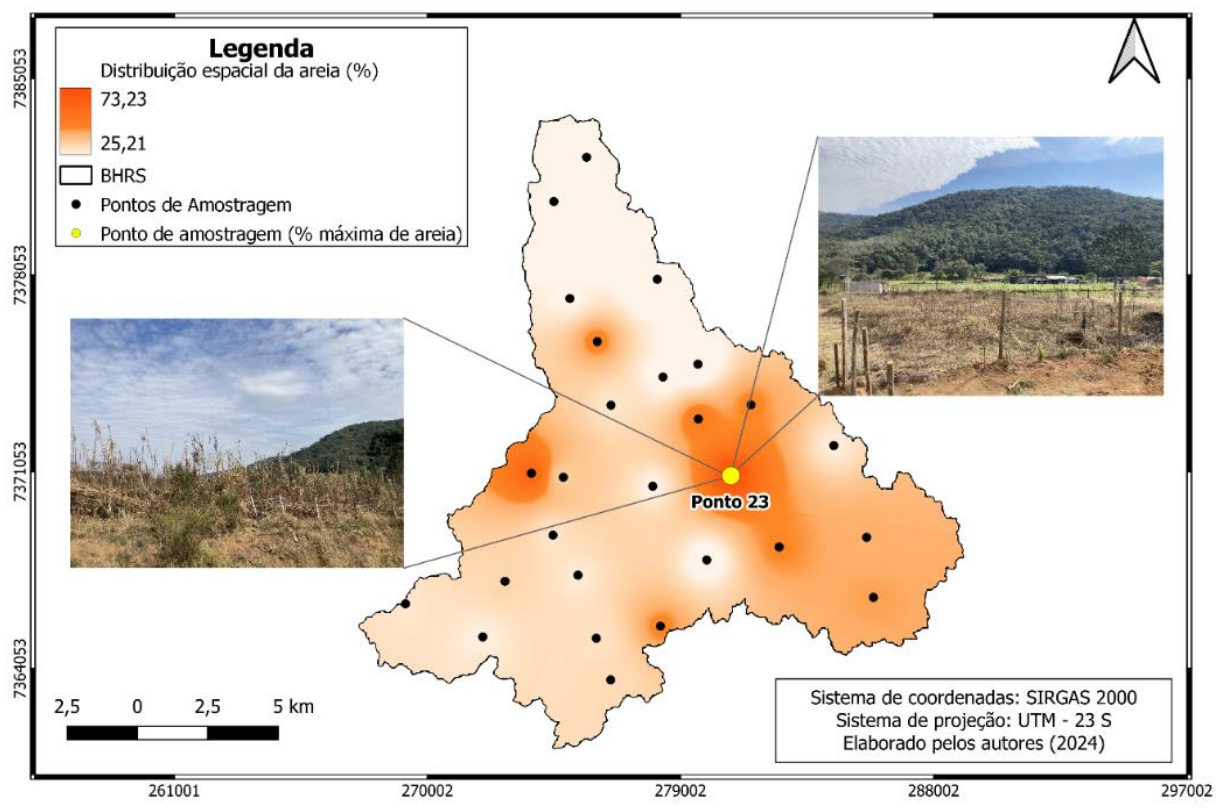 Legenda
Distribuição espacial da areia (%)
73,23
25,21
BHRS
Pontos de Amostragem
Ponto de amostragem (% máxima de areia)
7385053
7378053
7371053
7364053
Ponto 23
2,5 0 2,5 5 km
Sistema de coordenadas: SIRGAS 2000
Sistema de projeção: UTM - 23 S
Elaborado pelos autores (2024)
261001 270002 279002 288002 297002